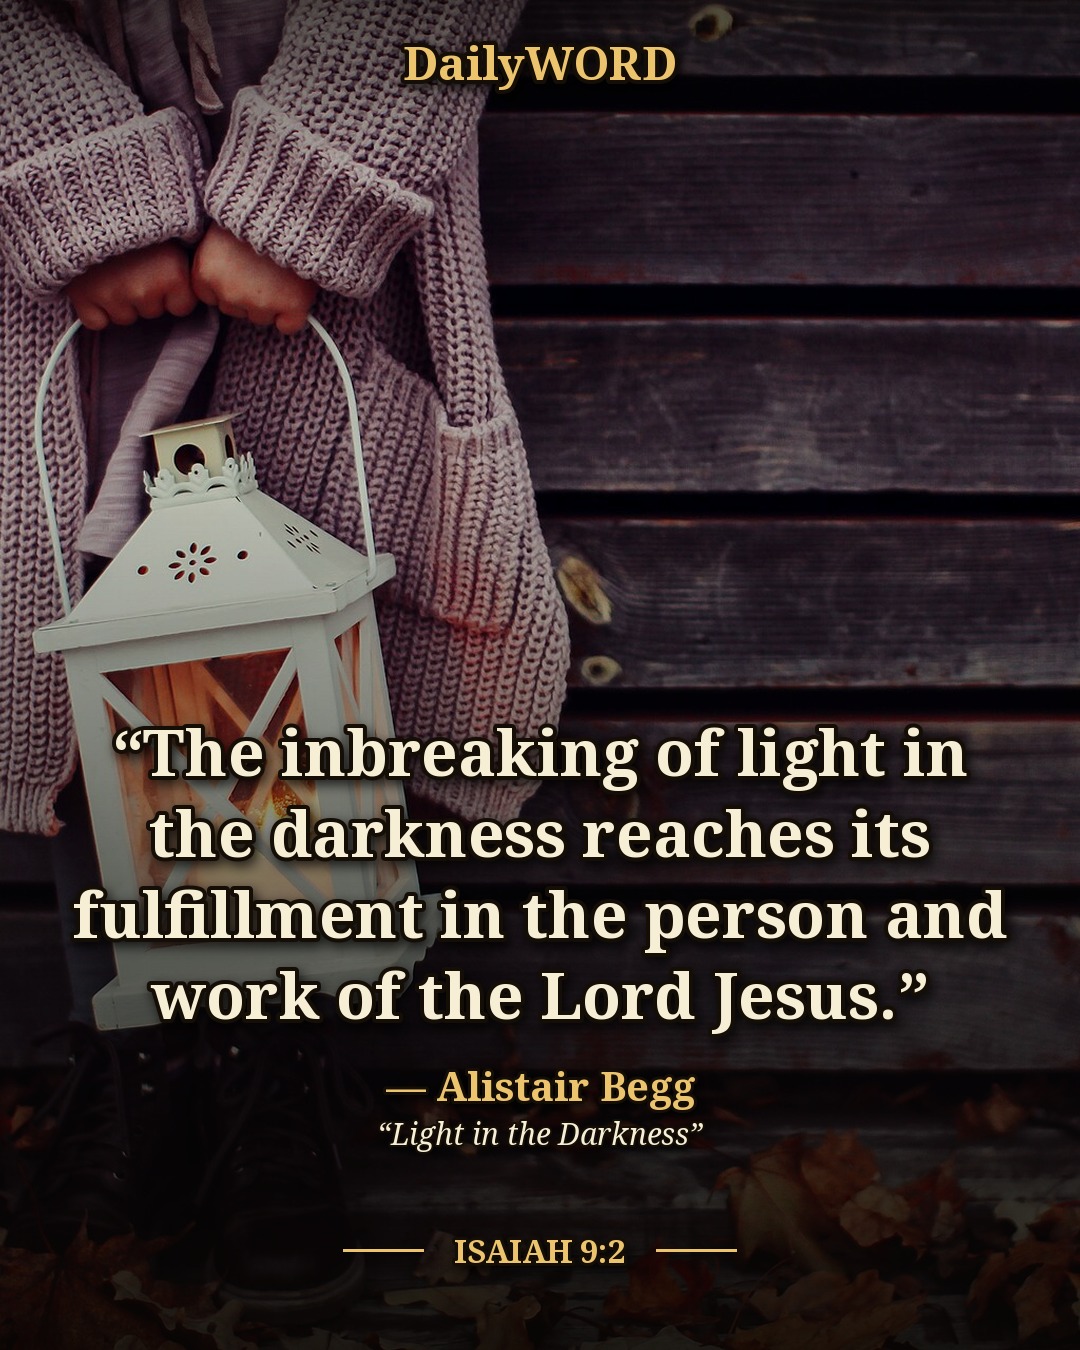 DailyWORD
“The inbreaking of light in
the darkness reaches its
fulfillment in the person and
work of the Lord Jesus.”
— Alistair Begg
“Light in the Darkness”
ISAIAH 9:2